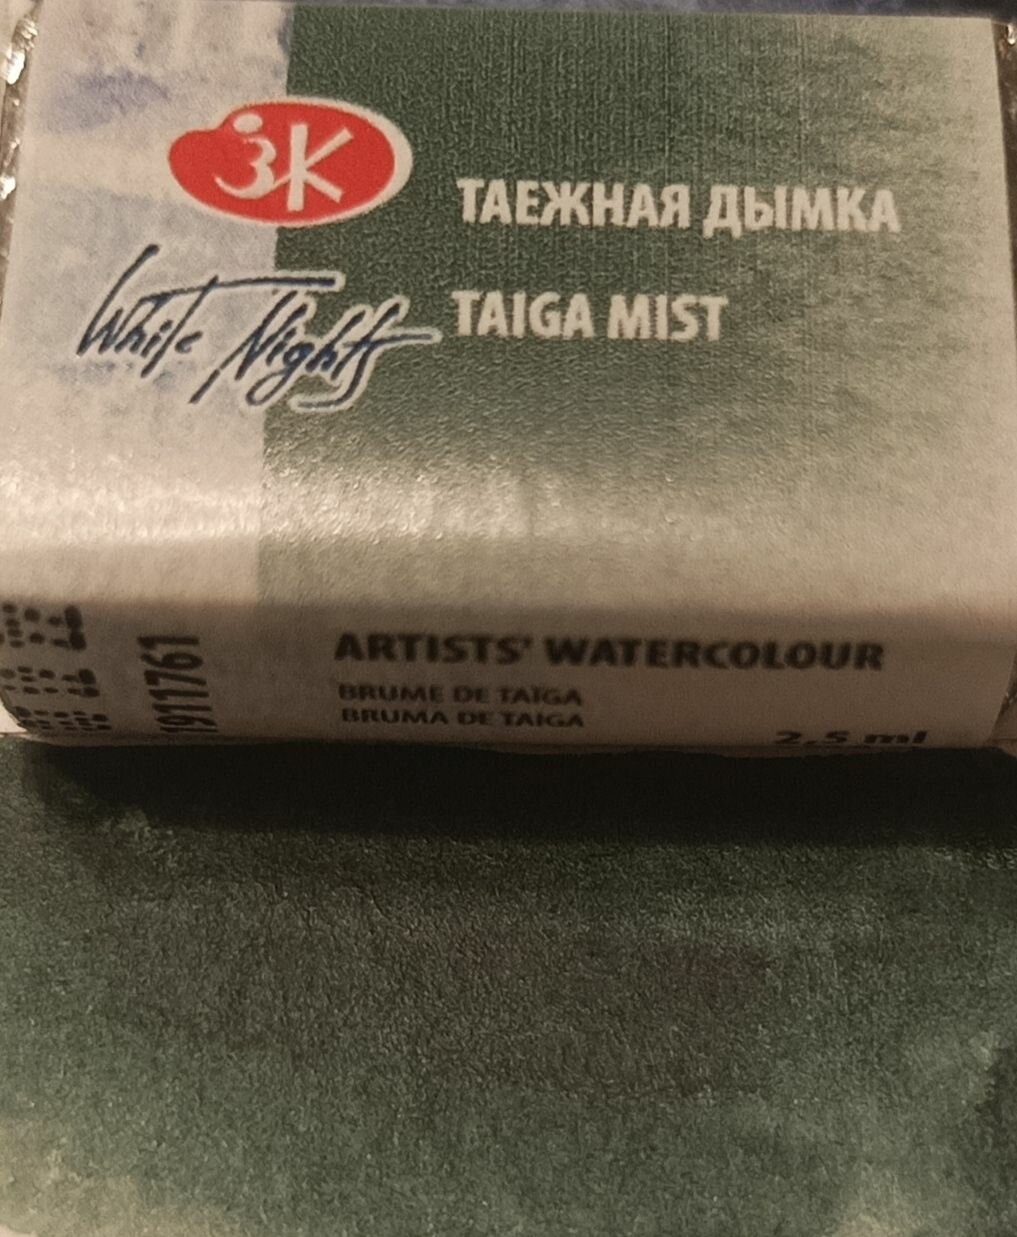 ЗК
ТАЕЖНАЯ ДЫМКА
White Nights
TAIGA MIST
1911761
ARTISTS' WATERCOLOUR
BRUME DE TAÏGA
BRUMA DE TAIGA
2,5 ml